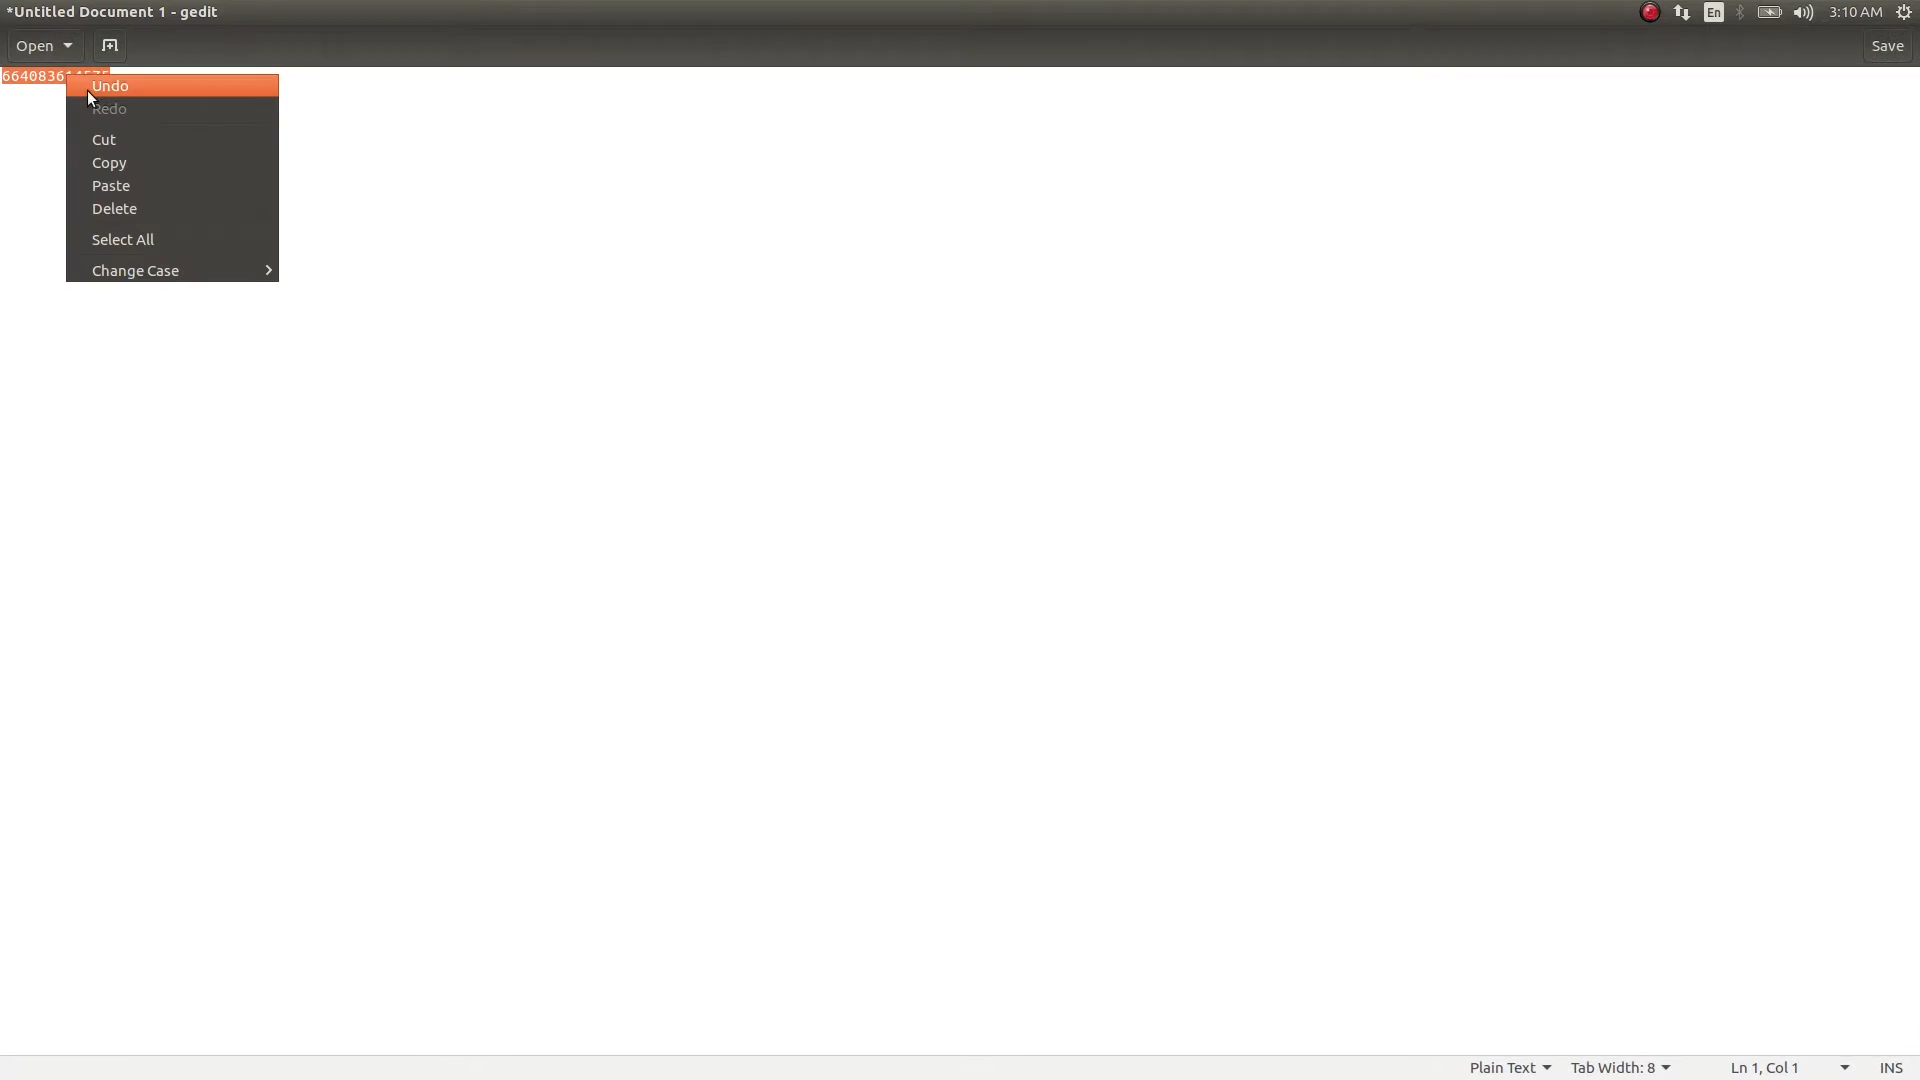 *Untitled Document 1 - gedit
En
3:10 AM
Open
Save
Undo
Redo
Cut
Copy
Paste
Delete
Select All
Change Case
Plain Text
Tab Width: 8
Ln 1, Col 1
INS